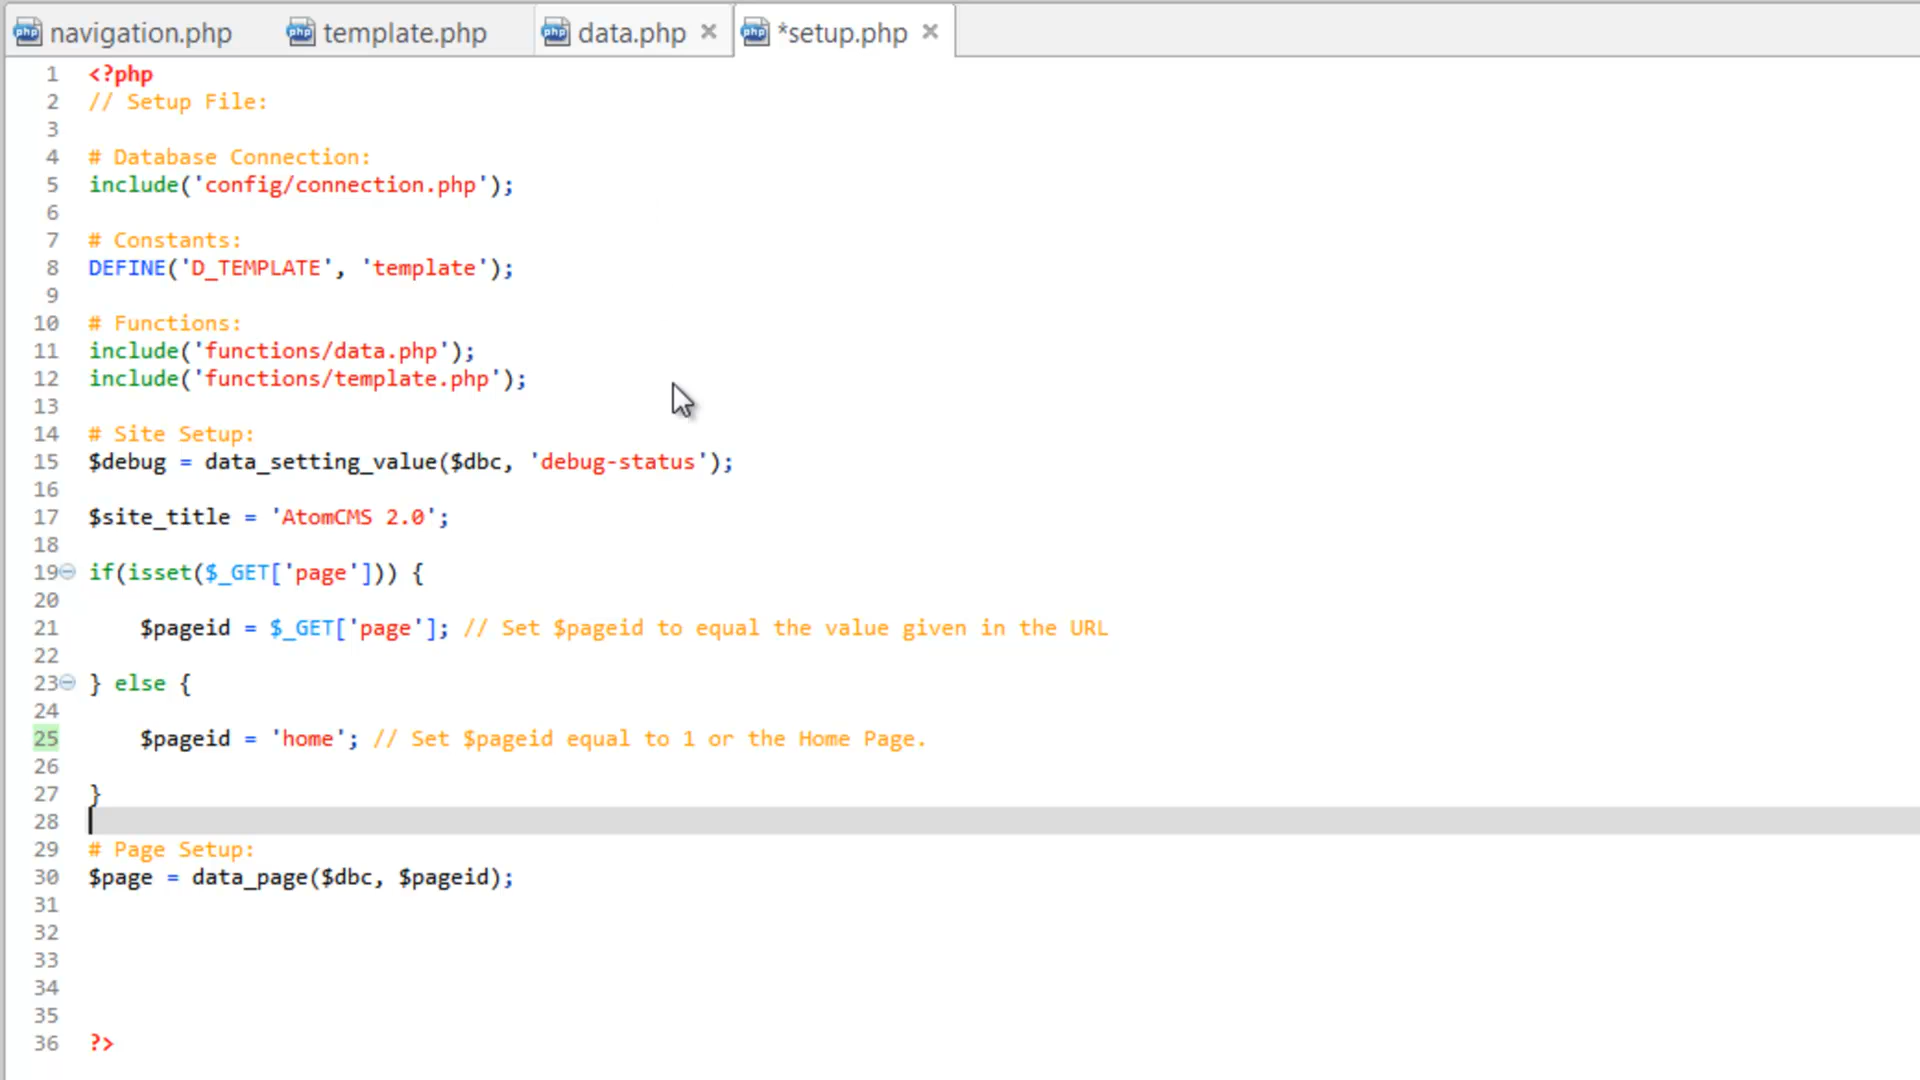 navigation.php template.php data.php *setup.php
1 <?php
2 // Setup File:
3
4 # Database Connection:
5 include('config/connection.php');
6
7 # Constants:
8 DEFINE('D_TEMPLATE', 'template');
9
10 # Functions:
11 include('functions/data.php');
12 include('functions/template.php');
13
14 # Site Setup:
15 $debug = data_setting_value($dbc, 'debug-status');
16
17 $site_title = 'AtomCMS 2.0';
18
19 if(isset($_GET['page'])) {
20
21 $pageid = $_GET['page']; // Set $pageid to equal the value given in the URL
22
23 } else {
24
25 $pageid = 'home'; // Set $pageid equal to 1 or the Home Page.
26
27 }
28
29 # Page Setup:
30 $page = data_page($dbc, $pageid);
31
32
33
34
35
36 ?>